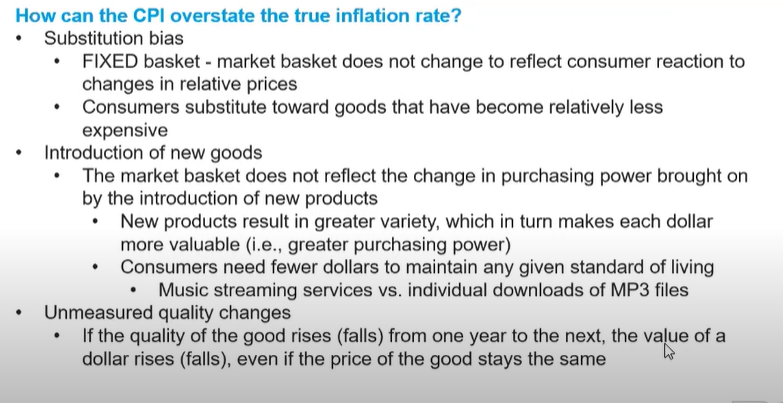 How can the CPI overstate the true inflation rate?
• Substitution bias
• FIXED basket - market basket does not change to reflect consumer reaction to
changes in relative prices
• Consumers substitute toward goods that have become relatively less
expensive
• Introduction of new goods
• The market basket does not reflect the change in purchasing power brought on
by the introduction of new products
• New products result in greater variety, which in turn makes each dollar
more valuable (i.e., greater purchasing power)
• Consumers need fewer dollars to maintain any given standard of living
• Music streaming services vs. individual downloads of MP3 files
• Unmeasured quality changes
• If the quality of the good rises (falls) from one year to the next, the value of a
dollar rises (falls), even if the price of the good stays the same